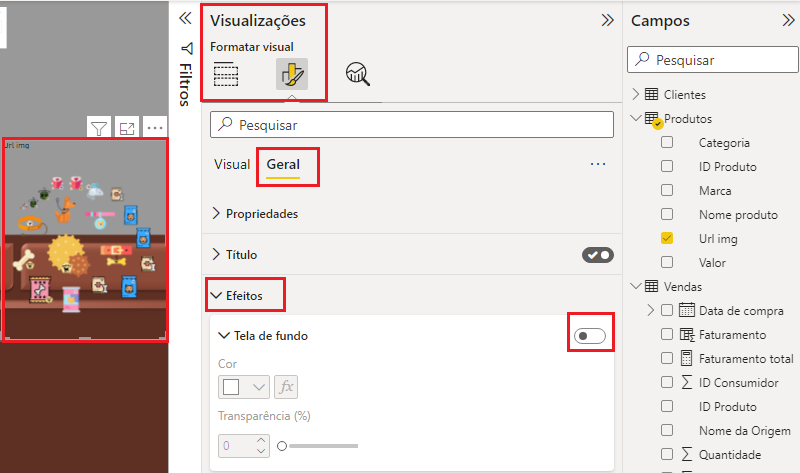 Url img
Filtros
Visualizações
Formatar visual
Pesquisar
Visual
Geral
Propriedades
Título
Efeitos
Tela de fundo
Cor
fx
Transparência (%)
0
Campos
Pesquisar
Clientes
Produtos
Categoria
ID Produto
Marca
Nome produto
Url img
Valor
Vendas
Data de compra
Faturamento
Faturamento total
ID Consumidor
ID Produto
Nome da Origem
Quantidade